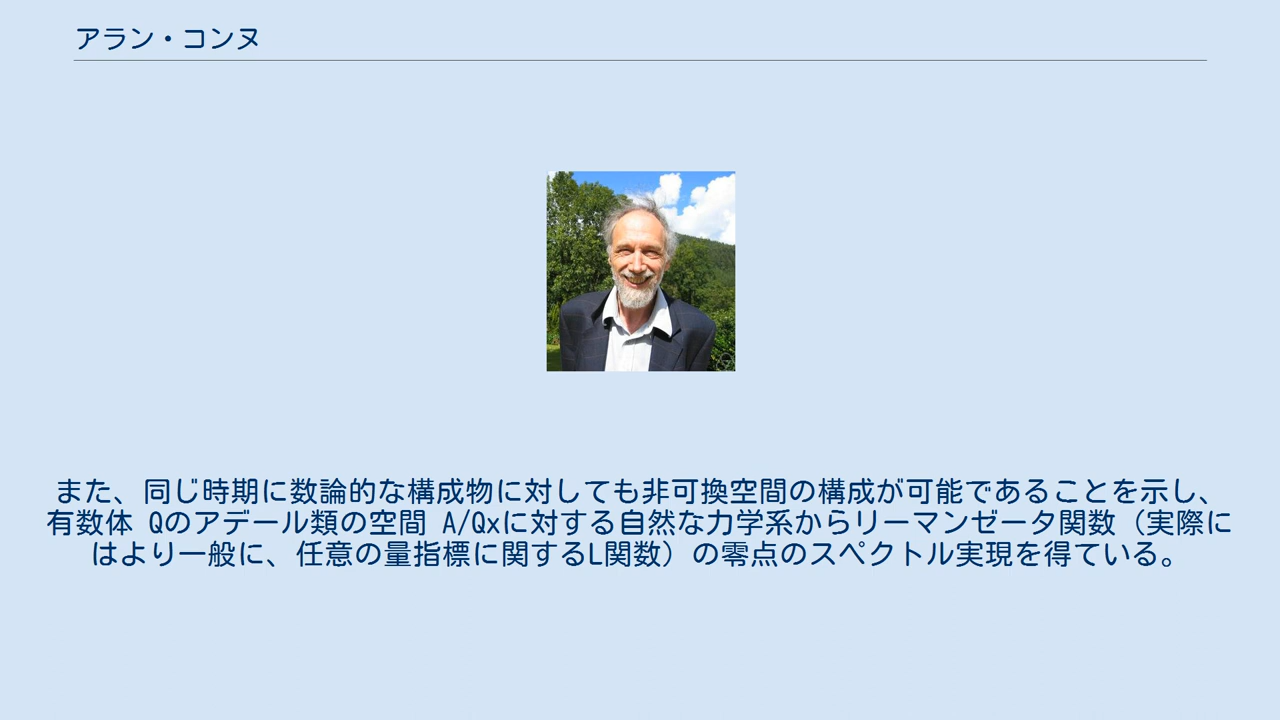 アラン・コンヌ
また、同じ時期に数論的な構成物に対しても非可換空間の構成が可能であることを示し、
有数体 Qのアデール類の空間 A/Qxに対する自然な力学系からリーマンゼータ関数（実際に
はより一般に、任意の量指標に関するL関数）の零点のスペクトル実現を得ている。